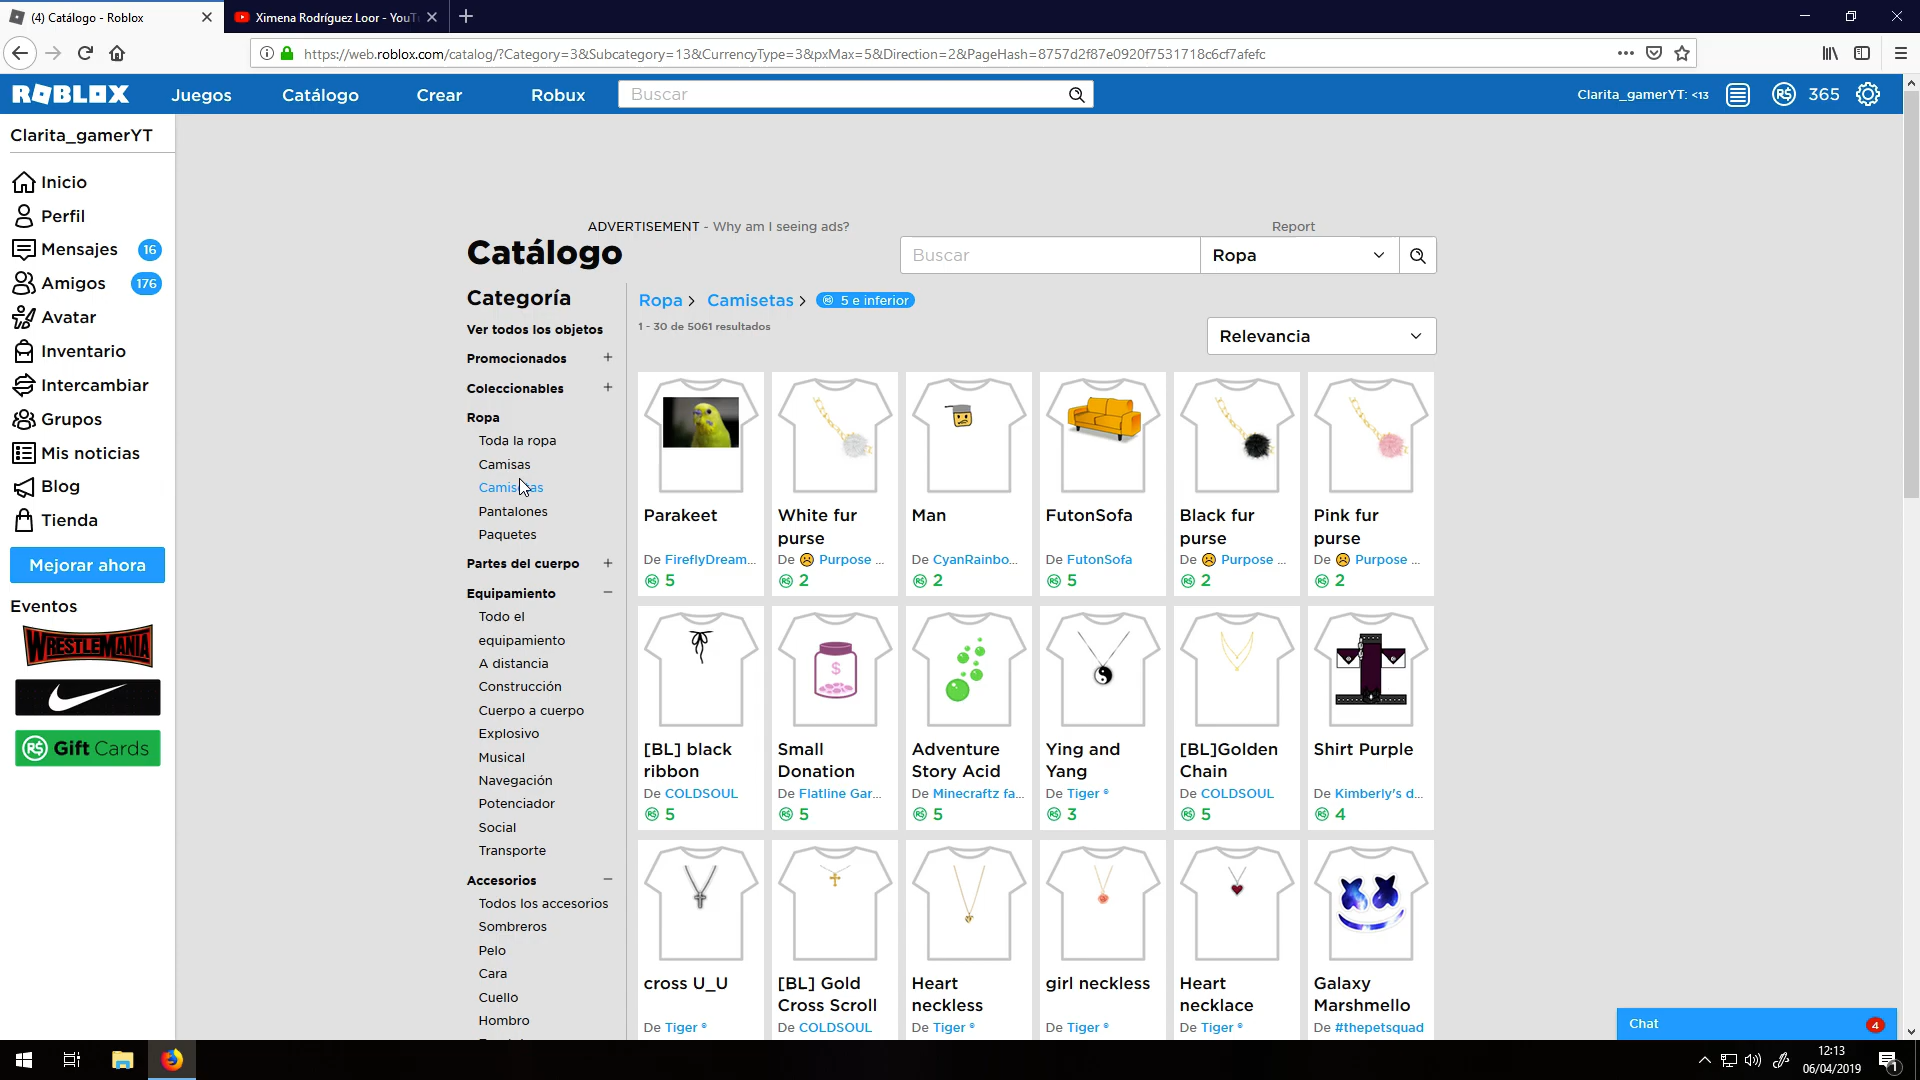 (4) Catálogo - Roblox
Ximena Rodríguez Loor - YouT
https://web.roblox.com/catalog/?Category=3&Subcategory=13&CurrencyType=3&pxMax=5&Direction=2&PageHash=8757d2f87e0920f7531718c6cf7afefc
ROBLOX
Juegos
Catálogo
Crear
Robux
Buscar
Clarita_gamerYT: <13
365
Clarita_gamerYT
Inicio
Perfil
Mensajes 16
Amigos 176
Avatar
Inventario
Intercambiar
Grupos
Mis noticias
Blog
Tienda
Mejorar ahora
Eventos
WRESTLEMANIA
Gift Cards
ADVERTISEMENT - Why am I seeing ads?
Report
Catálogo
Buscar
Ropa
Categoría
Ver todos los objetos
Promocionados +
Coleccionables +
Ropa
Toda la ropa
Camisas
Camisetas
Pantalones
Paquetes
Partes del cuerpo +
Equipamiento −
Todo el
equipamiento
A distancia
Construcción
Cuerpo a cuerpo
Explosivo
Musical
Navegación
Potenciador
Social
Transporte
Accesorios −
Todos los accesorios
Sombreros
Pelo
Cara
Cuello
Hombro
Ropa > Camisetas > 5 e inferior
1 - 30 de 5061 resultados
Relevancia
Parakeet
De FireflyDream...
5
White fur
purse
De Purpose ...
2
Man
De CyanRainbo...
2
FutonSofa
De FutonSofa
5
Black fur
purse
De Purpose ...
2
Pink fur
purse
De Purpose ...
2
[BL] black
ribbon
De COLDSOUL
5
$
Small
Donation
De Flatline Gar...
5
Adventure
Story Acid
De Minecraftz fa...
5
Ying and
Yang
De Tiger ®
3
[BL]Golden
Chain
De COLDSOUL
5
Shirt Purple
De Kimberly's d...
4
cross U_U
De Tiger ®
[BL] Gold
Cross Scroll
De COLDSOUL
Heart
neckless
De Tiger ®
girl neckless
De Tiger ®
Heart
necklace
De Tiger ®
Galaxy
Marshmello
De #thepetsquad
Chat 4
12:13
06/04/2019
1